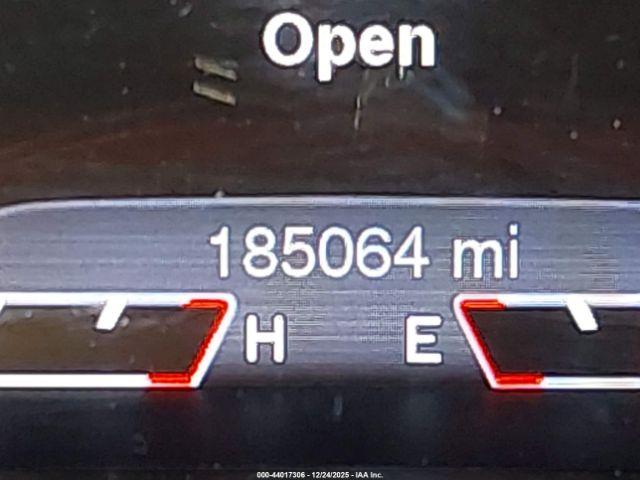 Open
185064 mi
H E
000-44017306 - 12/24/2025 - IAA Inc.